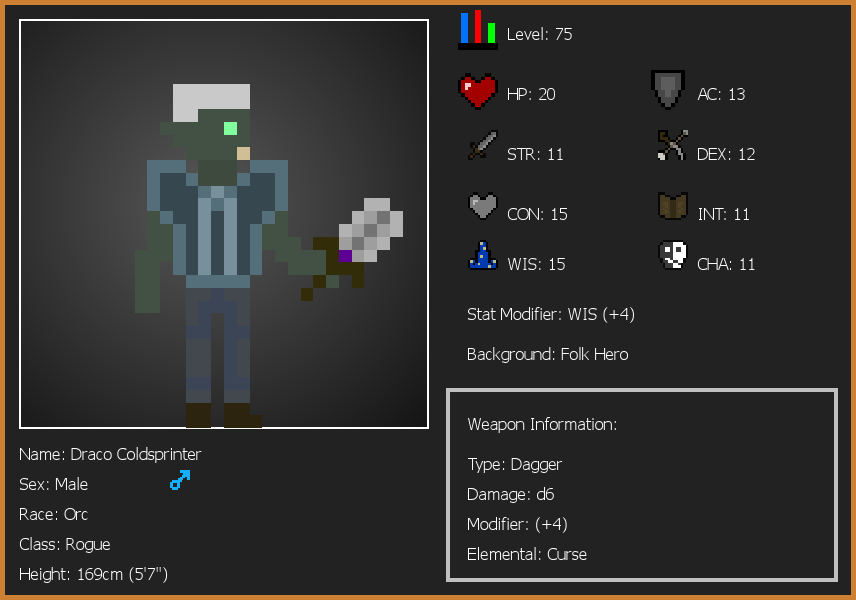 Level: 75
HP: 20
AC: 13
STR: 11
DEX: 12
CON: 15
INT: 11
WIS: 15
CHA: 11
Stat Modifier: WIS (+4)
Background: Folk Hero
Weapon Information:
Type: Dagger
Damage: d6
Modifier: (+4)
Elemental: Curse
Name: Draco Coldsprinter
Sex: Male
Race: Orc
Class: Rogue
Height: 169cm (5'7")